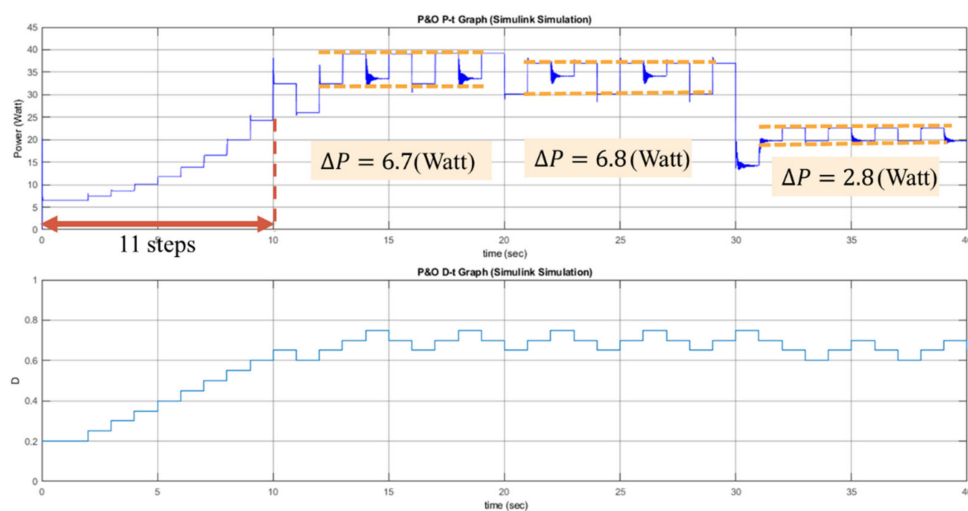 P&O P-t Graph (Simulink Simulation)
45
40
35
30
25
20
15
10
5
0
Power (Watt)
ΔP = 6.7(Watt)
ΔP = 6.8(Watt)
ΔP = 2.8(Watt)
11 steps
0 5 10 15 20 25 30 35 40
time (sec)
P&O D-t Graph (Simulink Simulation)
1
0.8
0.6
0.4
0.2
0
D
0 5 10 15 20 25 30 35 40
time (sec)